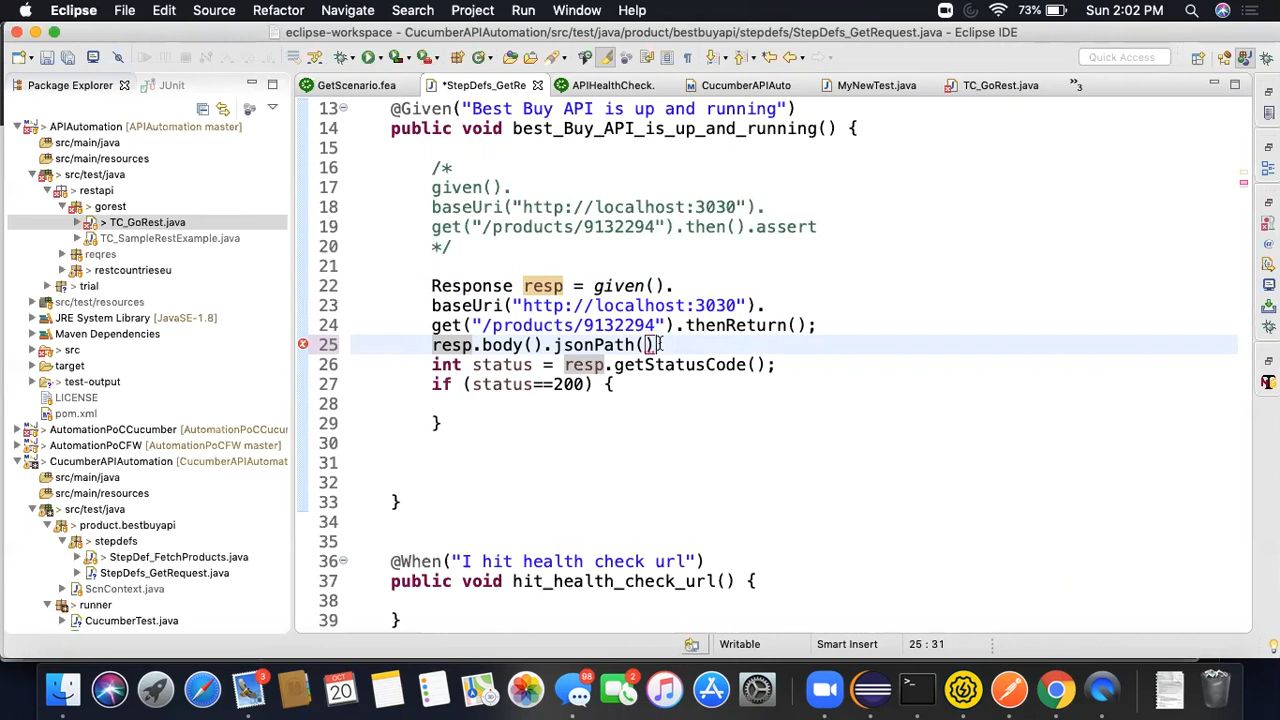 Eclipse File Edit Source Refactor Navigate Search Project Run Window Help 73% Sun 2:02 PM
eclipse-workspace - CucumberAPIAutomation/src/test/java/product/bestbuyapi/stepdefs/StepDefs_GetRequest.java - Eclipse IDE
Quick Access
Package Explorer JUnit
GetScenario.fea *StepDefs_GetRe APIHealthCheck. CucumberAPIAuto MyNewTest.java TC_GoRest.java »3
> APIAutomation [APIAutomation master]
src/main/java
src/main/resources
> src/test/java
> restapi
> gorest
> TC_GoRest.java
TC_SampleRestExample.java
reqres
> restcountrieseu
> trial
src/test/resources
JRE System Library [JavaSE-1.8]
Maven Dependencies
> src
target
> test-output
LICENSE
pom.xml
> AutomationPoCCucumber [AutomationPoCC
> AutomationPoCFW [AutomationPoCFW master]
> CucumberAPIAutomation [CucumberAPIAutomat
src/main/java
src/main/resources
> src/test/java
> product.bestbuyapi
> stepdefs
> StepDef_FetchProducts.java
StepDefs_GetRequest.java
ScnContext.java
> runner
CucumberTest.java
13 @Given("Best Buy API is up and running")
14 public void best_Buy_API_is_up_and_running() {
15
16 /*
17 given().
18 baseUri("http://localhost:3030").
19 get("/products/9132294").then().assert
20 */
21
22 Response resp = given().
23 baseUri("http://localhost:3030").
24 get("/products/9132294").thenReturn();
25 resp.body().jsonPath()
26 int status = resp.getStatusCode();
27 if (status==200) {
28
29 }
30
31
32
33 }
34
35
36 @When("I hit health check url")
37 public void hit_health_check_url() {
38
39 }
Writable Smart Insert 25 : 31
OCT
20
3
98
2